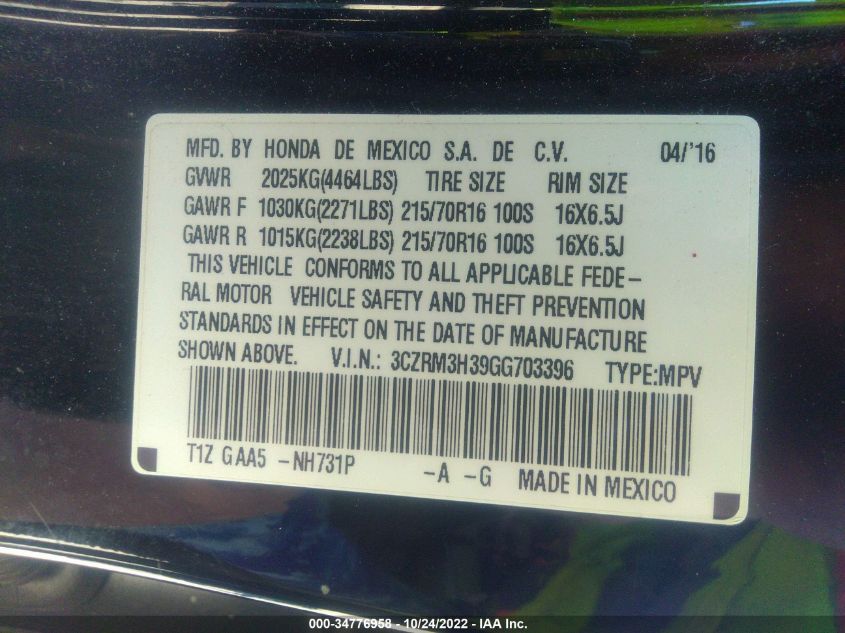 MFD. BY HONDA DE MEXICO S.A. DE C.V. 04/'16
GVWR 2025KG(4464LBS) TIRE SIZE RIM SIZE
GAWR F 1030KG(2271LBS) 215/70R16 100S 16X6.5J
GAWR R 1015KG(2238LBS) 215/70R16 100S 16X6.5J
THIS VEHICLE CONFORMS TO ALL APPLICABLE FEDE-
RAL MOTOR VEHICLE SAFETY AND THEFT PREVENTION
STANDARDS IN EFFECT ON THE DATE OF MANUFACTURE
SHOWN ABOVE. V.I.N.: 3CZRM3H39GG703396 TYPE:MPV
T1Z GAA5 -NH731P -A -G MADE IN MEXICO
000-34776958 - 10/24/2022 - IAA Inc.